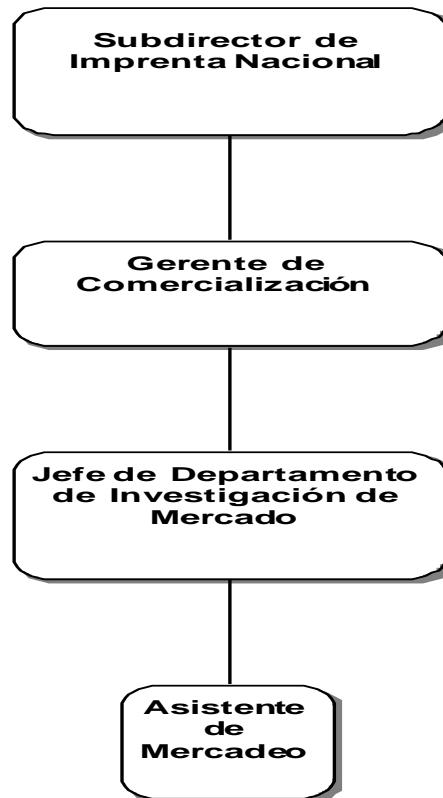 Subdirector de
Imprenta Nacional
Gerente de
Comercialización
Jefe de Departamento
de Investigación de
Mercado
Asistente
de
Mercadeo